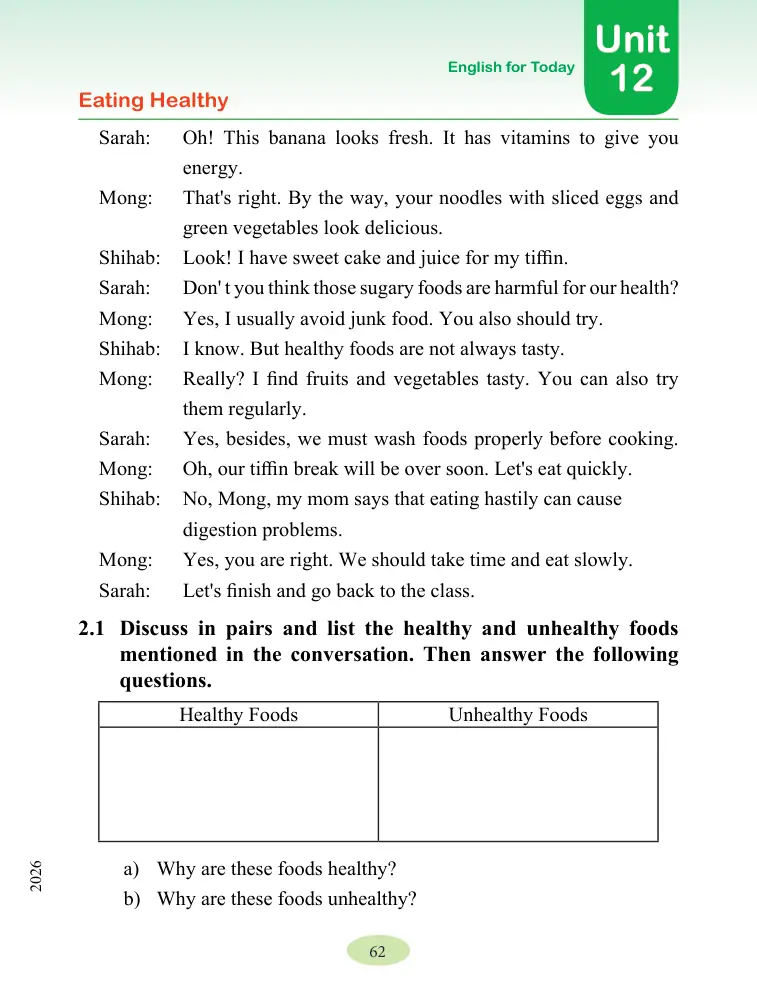 Unit
12
English for Today
Eating Healthy
Sarah: Oh! This banana looks fresh. It has vitamins to give you
energy.
Mong: That's right. By the way, your noodles with sliced eggs and
green vegetables look delicious.
Shihab: Look! I have sweet cake and juice for my tiffin.
Sarah: Don' t you think those sugary foods are harmful for our health?
Mong: Yes, I usually avoid junk food. You also should try.
Shihab: I know. But healthy foods are not always tasty.
Mong: Really? I find fruits and vegetables tasty. You can also try
them regularly.
Sarah: Yes, besides, we must wash foods properly before cooking.
Mong: Oh, our tiffin break will be over soon. Let's eat quickly.
Shihab: No, Mong, my mom says that eating hastily can cause
digestion problems.
Mong: Yes, you are right. We should take time and eat slowly.
Sarah: Let's finish and go back to the class.
2.1 Discuss in pairs and list the healthy and unhealthy foods
mentioned in the conversation. Then answer the following
questions.
Healthy Foods Unhealthy Foods
a) Why are these foods healthy?
b) Why are these foods unhealthy?
2026
62